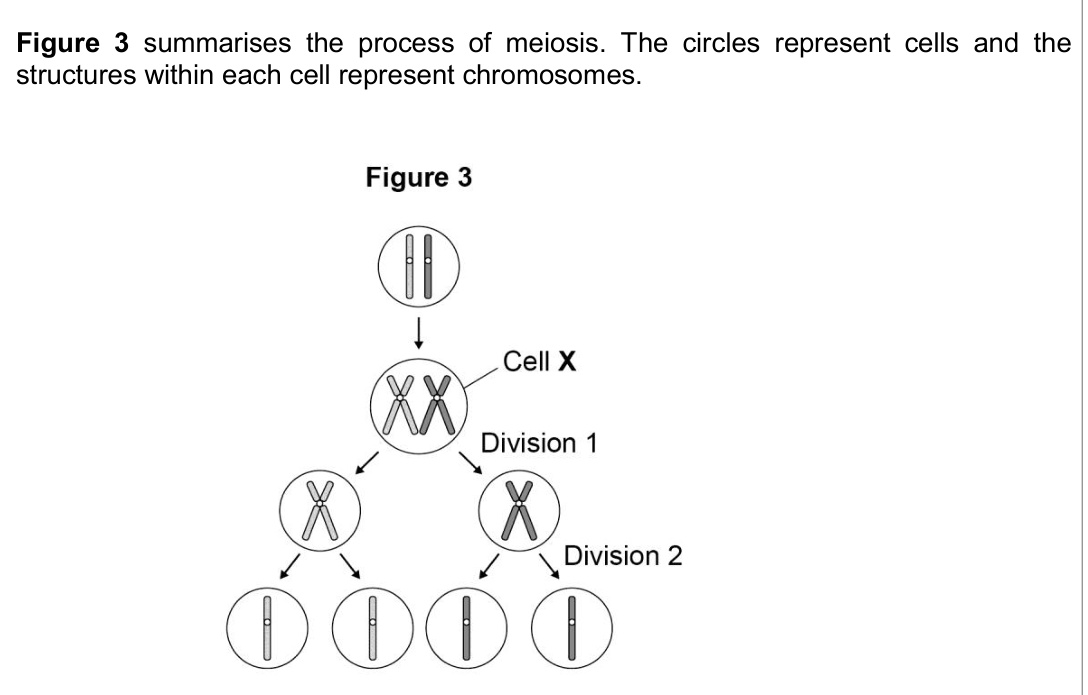 Figure 3 summarises the process of meiosis. The circles represent cells and the
structures within each cell represent chromosomes.
Figure 3
Cell X
Division 1
Division 2